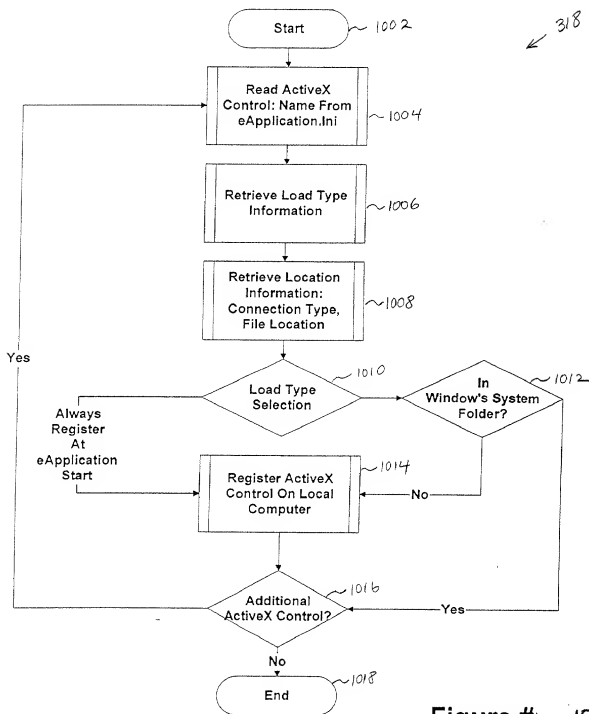 Start
1002
318
Read ActiveX
Control: Name From
eApplication.Ini
1004
Retrieve Load Type
Information
1006
Retrieve Location
Information:
Connection Type,
File Location
1008
Yes
Load Type
Selection
1010
In
Window's System
Folder?
1012
Always
Register
At
eApplication
Start
Register ActiveX
Control On Local
Computer
1014
No
Additional
ActiveX Control?
1016
Yes
No
End
1018
Figure #